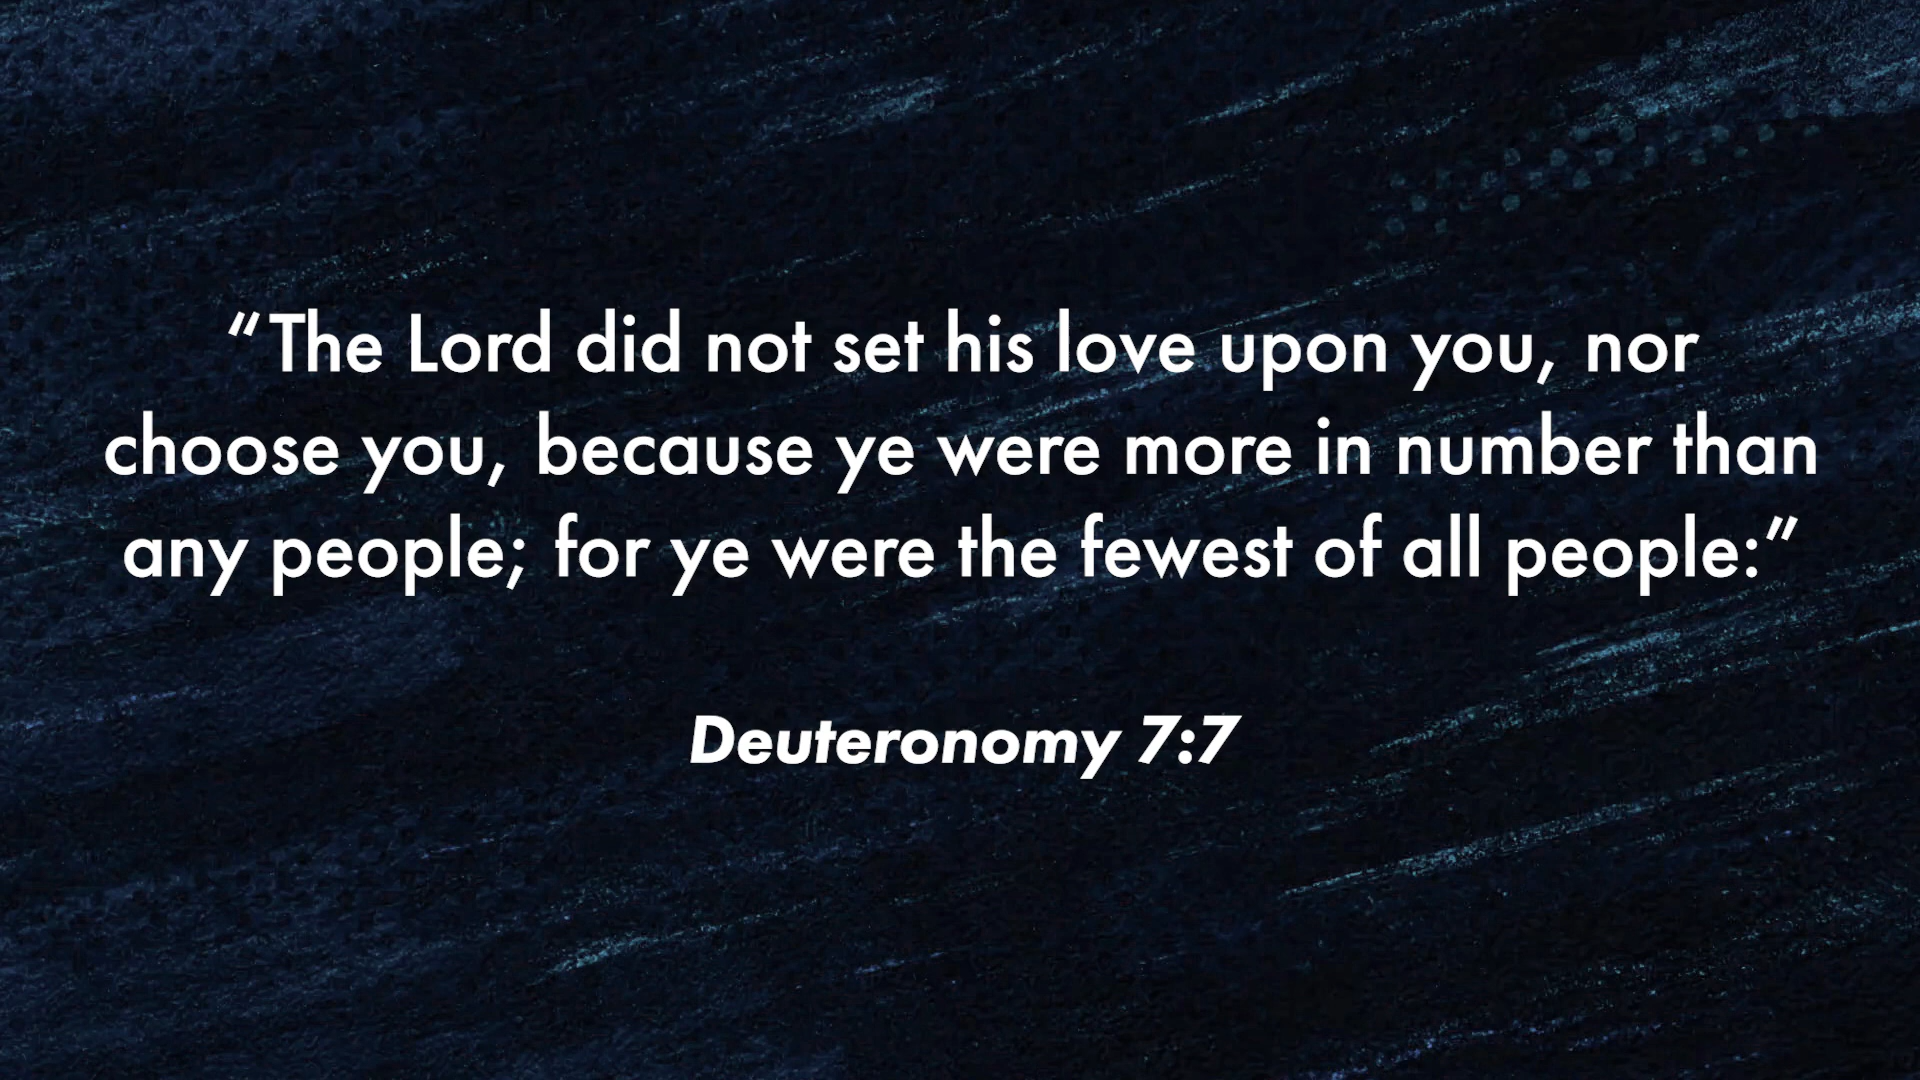 “The Lord did not set his love upon you, nor
choose you, because ye were more in number than
any people; for ye were the fewest of all people:”
Deuteronomy 7:7